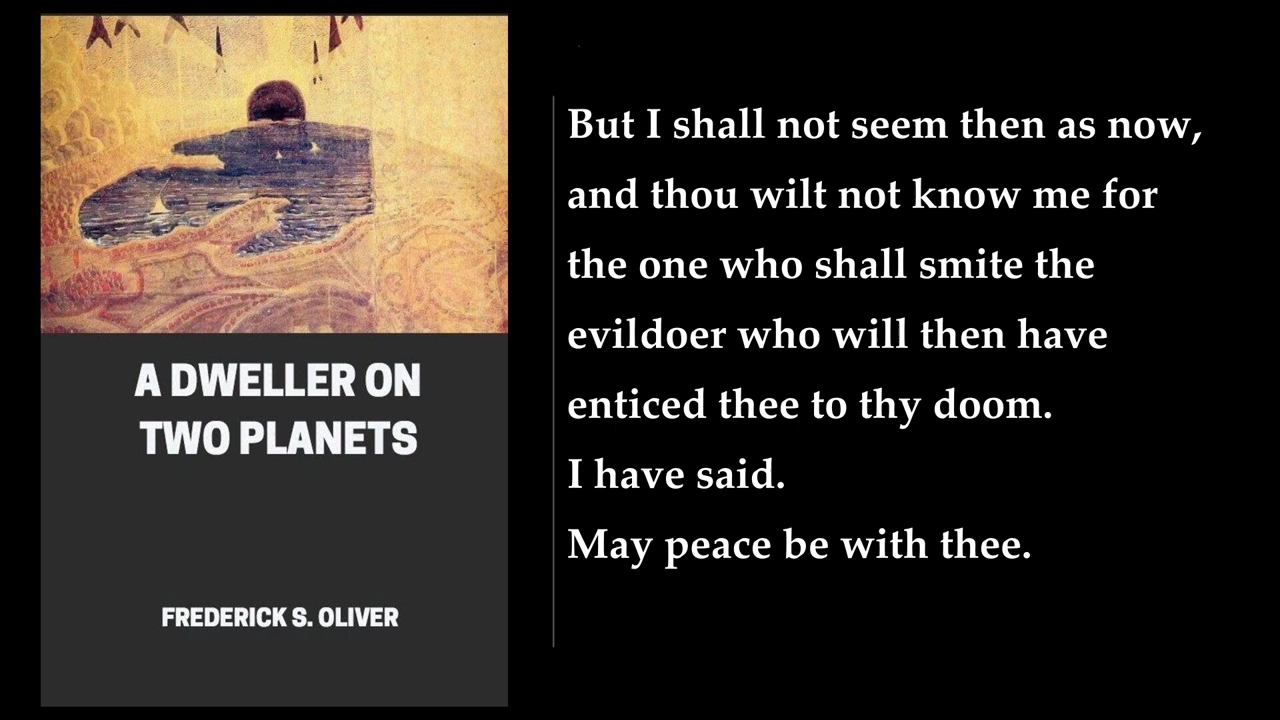 A DWELLER ON
TWO PLANETS
FREDERICK S. OLIVER
But I shall not seem then as now,
and thou wilt not know me for
the one who shall smite the
evildoer who will then have
enticed thee to thy doom.
I have said.
May peace be with thee.